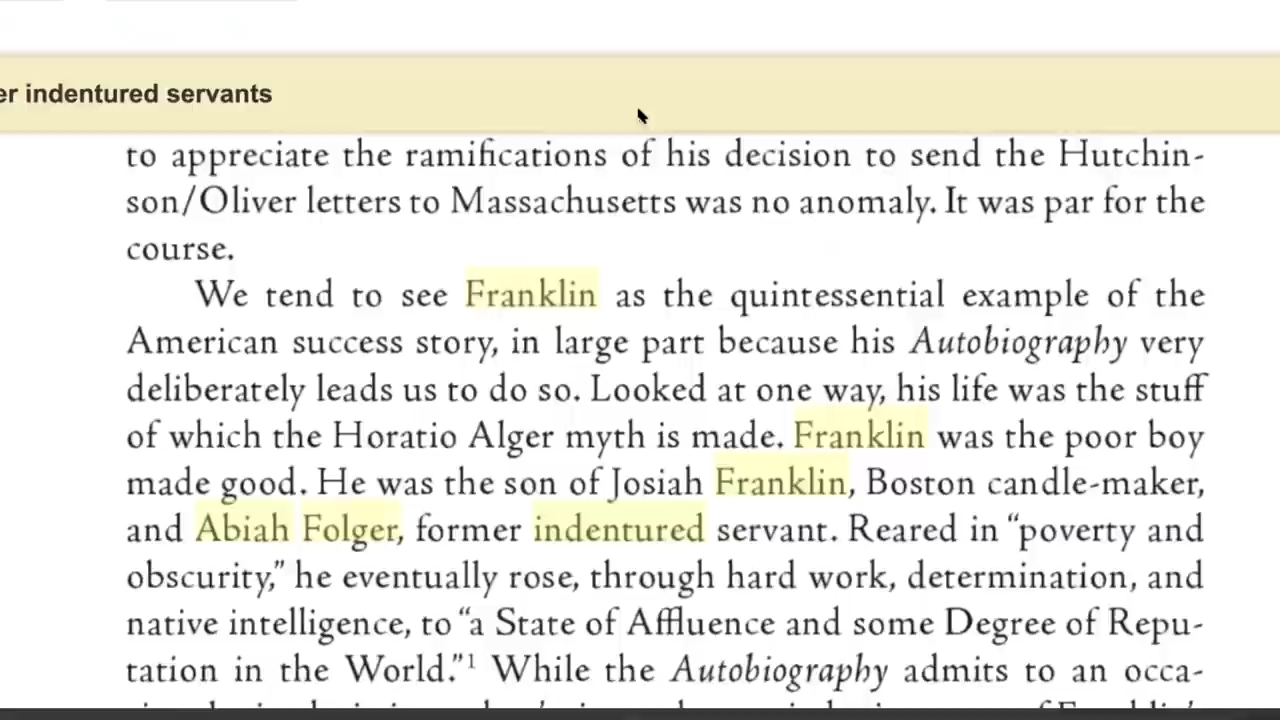 er indentured servants
to appreciate the ramifications of his decision to send the Hutchin-
son/Oliver letters to Massachusetts was no anomaly. It was par for the
course.
We tend to see Franklin as the quintessential example of the
American success story, in large part because his Autobiography very
deliberately leads us to do so. Looked at one way, his life was the stuff
of which the Horatio Alger myth is made. Franklin was the poor boy
made good. He was the son of Josiah Franklin, Boston candle-maker,
and Abiah Folger, former indentured servant. Reared in “poverty and
obscurity,” he eventually rose, through hard work, determination, and
native intelligence, to “a State of Affluence and some Degree of Repu-
tation in the World.”1 While the Autobiography admits to an occa-